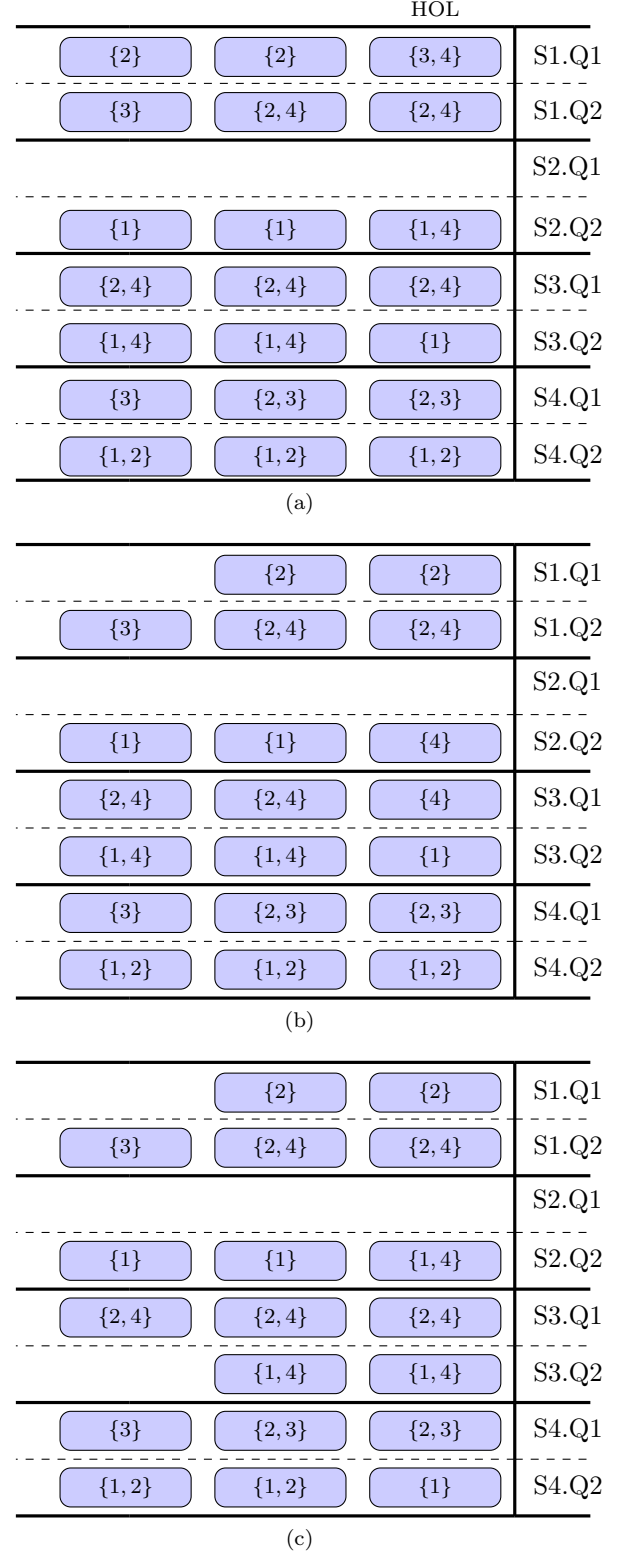 HOL
{2} {2} {3, 4} S1.Q1
{3} {2, 4} {2, 4} S1.Q2
S2.Q1
{1} {1} {1, 4} S2.Q2
{2, 4} {2, 4} {2, 4} S3.Q1
{1, 4} {1, 4} {1} S3.Q2
{3} {2, 3} {2, 3} S4.Q1
{1, 2} {1, 2} {1, 2} S4.Q2
(a)
{2} {2} S1.Q1
{3} {2, 4} {2, 4} S1.Q2
S2.Q1
{1} {1} {4} S2.Q2
{2, 4} {2, 4} {4} S3.Q1
{1, 4} {1, 4} {1} S3.Q2
{3} {2, 3} {2, 3} S4.Q1
{1, 2} {1, 2} {1, 2} S4.Q2
(b)
{2} {2} S1.Q1
{3} {2, 4} {2, 4} S1.Q2
S2.Q1
{1} {1} {1, 4} S2.Q2
{2, 4} {2, 4} {2, 4} S3.Q1
{1, 4} {1, 4} S3.Q2
{3} {2, 3} {2, 3} S4.Q1
{1, 2} {1, 2} {1} S4.Q2
(c)